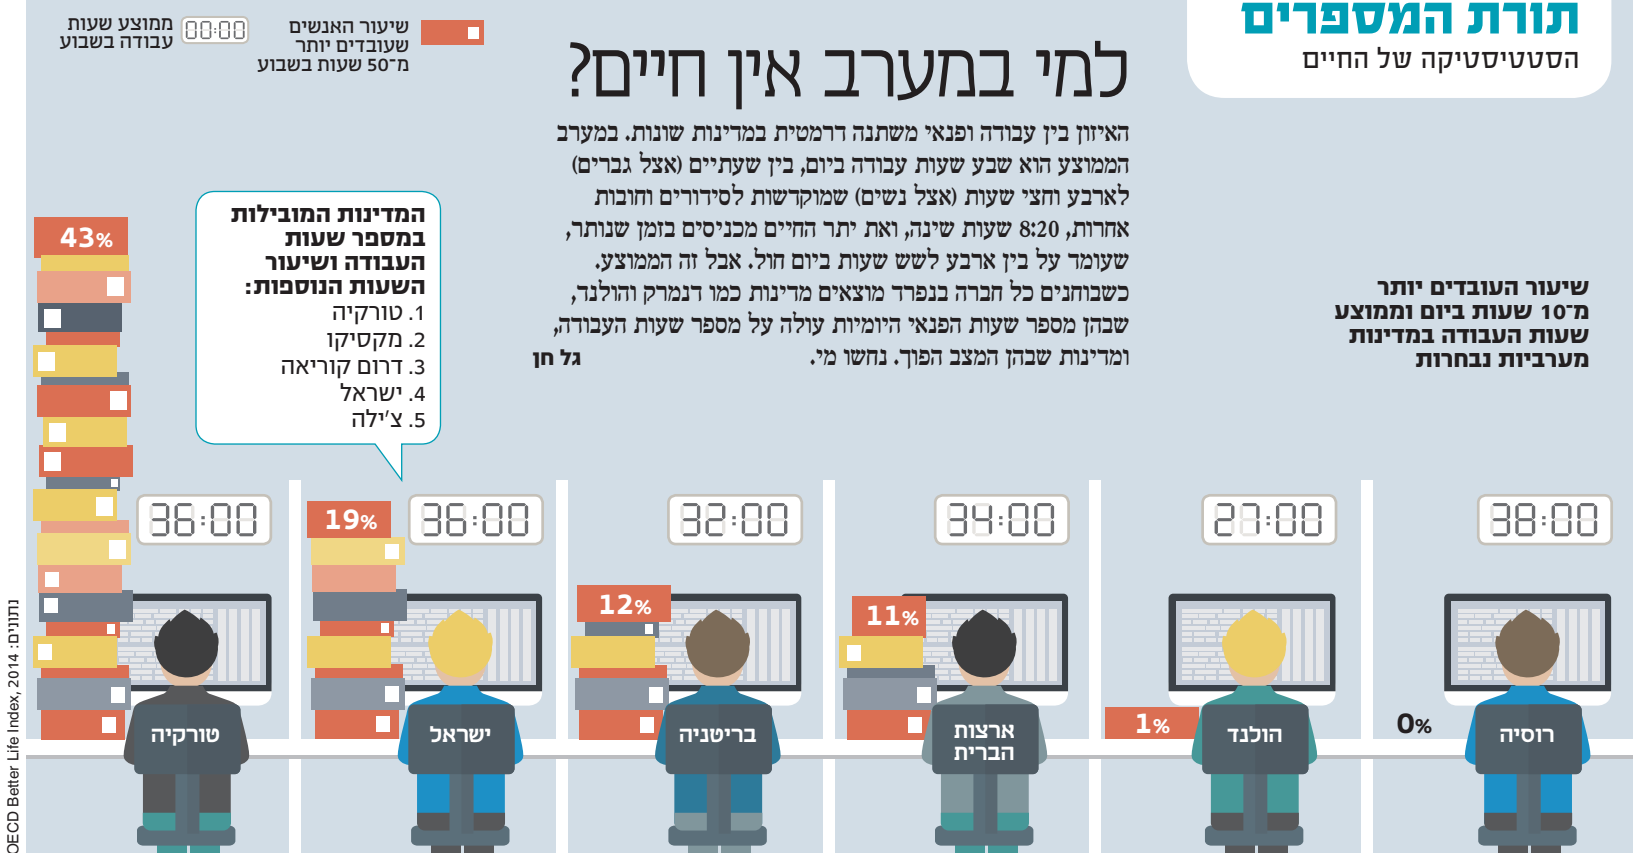 תורת המספרים
הסטטיסטיקה של החיים
למי במערב אין חיים?
האיזון בין עבודה ופנאי משתנה דרמטית במדינות שונות. במערב
הממוצע הוא שבע שעות עבודה ביום, בין שעתיים (אצל גברים)
לארבע וחצי שעות (אצל נשים) שמוקדשות לסידורים וחובות
אחרות, 8:20 שעות שינה, ואת יתר החיים מכניסים בזמן שנותר,
שעומד על בין ארבע לשש שעות ביום חול. אבל זה הממוצע.
כשבוחנים כל חברה בנפרד מוצאים מדינות כמו דנמרק והולנד,
שבהן מספר שעות הפנאי היומיות עולה על מספר שעות העבודה,
ומדינות שבהן המצב הפוך. נחשו מי.
גל חן
שיעור האנשים
שעובדים יותר
מ־50 שעות בשבוע
00:00
ממוצע שעות
עבודה בשבוע
שיעור העובדים יותר
מ־10 שעות ביום וממוצע
שעות העבודה במדינות
מערביות נבחרות
המדינות המובילות
במספר שעות
העבודה ושיעור
השעות הנוספות:
1. טורקיה
2. מקסיקו
3. דרום קוריאה
4. ישראל
5. צ'ילה
38:00
0%
רוסיה
27:00
1%
הולנד
34:00
11%
ארצות
הברית
32:00
12%
בריטניה
36:00
19%
ישראל
36:00
43%
טורקיה
נתונים: OECD Better Life Index, 2014